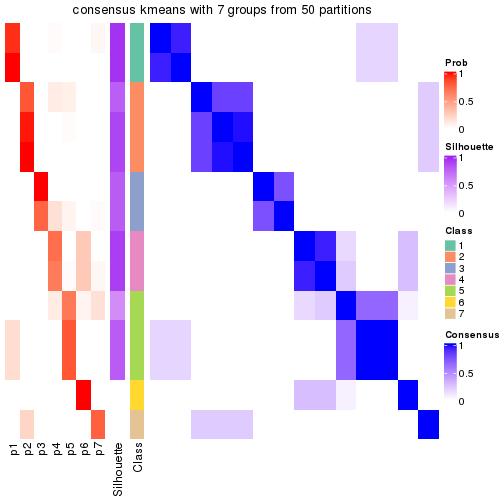 consensus kmeans with 7 groups from 50 partitions
Prob
1
0.5
0
Silhouette
1
0.5
0
Class
1
2
3
4
5
6
7
Consensus
1
0.5
0
p1
p2
p3
p4
p5
p6
p7
Silhouette
Class